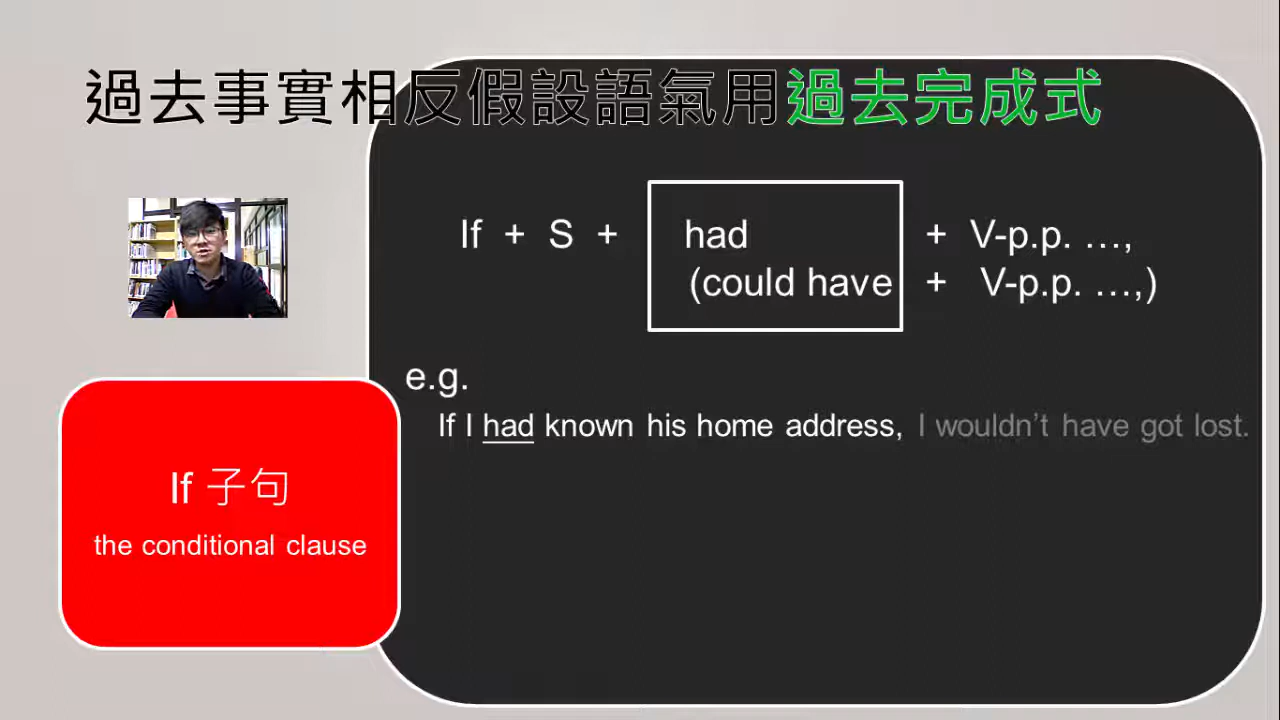 過去事實相反假設語氣用過去完成式
If + S + had + V-p.p. …,
(could have + V-p.p. …,)
e.g.
If I had known his home address, I wouldn’t have got lost.
If 子句
the conditional clause